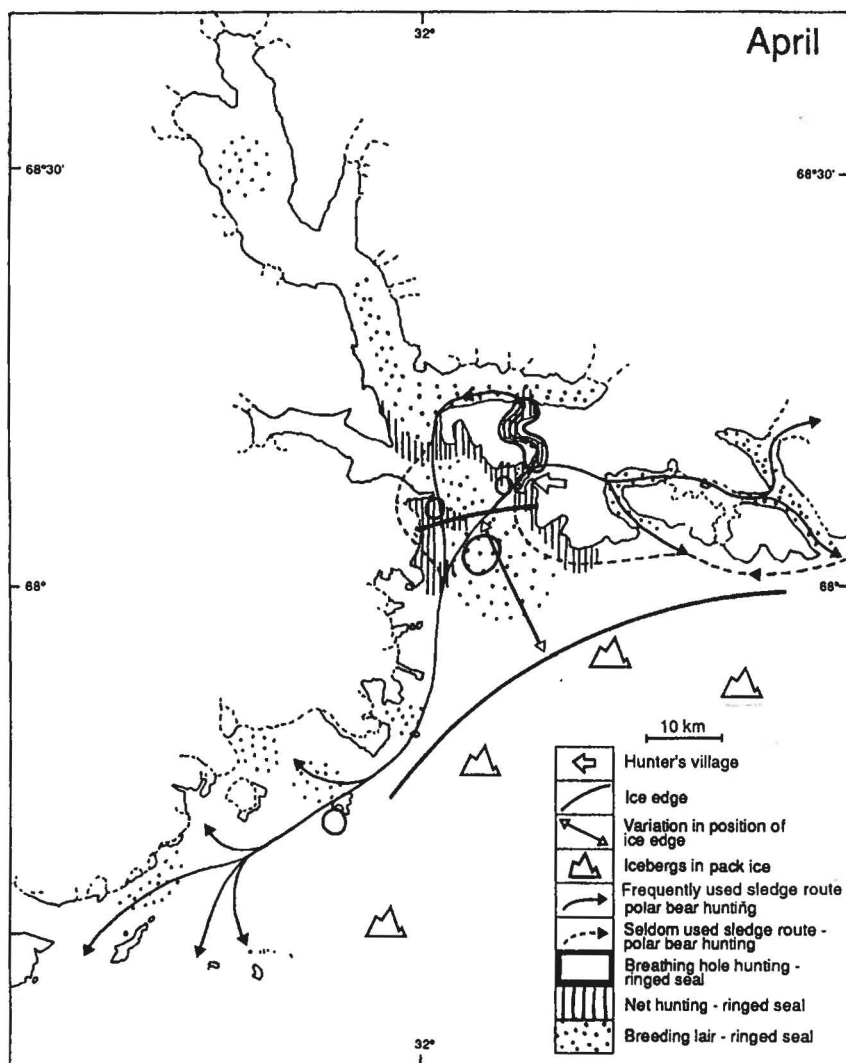 32°
April
68°30'
68°30'
68°
10 km
Hunter's village
Ice edge
Variation in position of
ice edge
Icebergs in pack ice
Frequently used sledge route
polar bear hunting
Seldom used sledge route -
polar bear hunting
Breathing hole hunting -
ringed seal
Net hunting - ringed seal
Breeding lair - ringed seal
32°